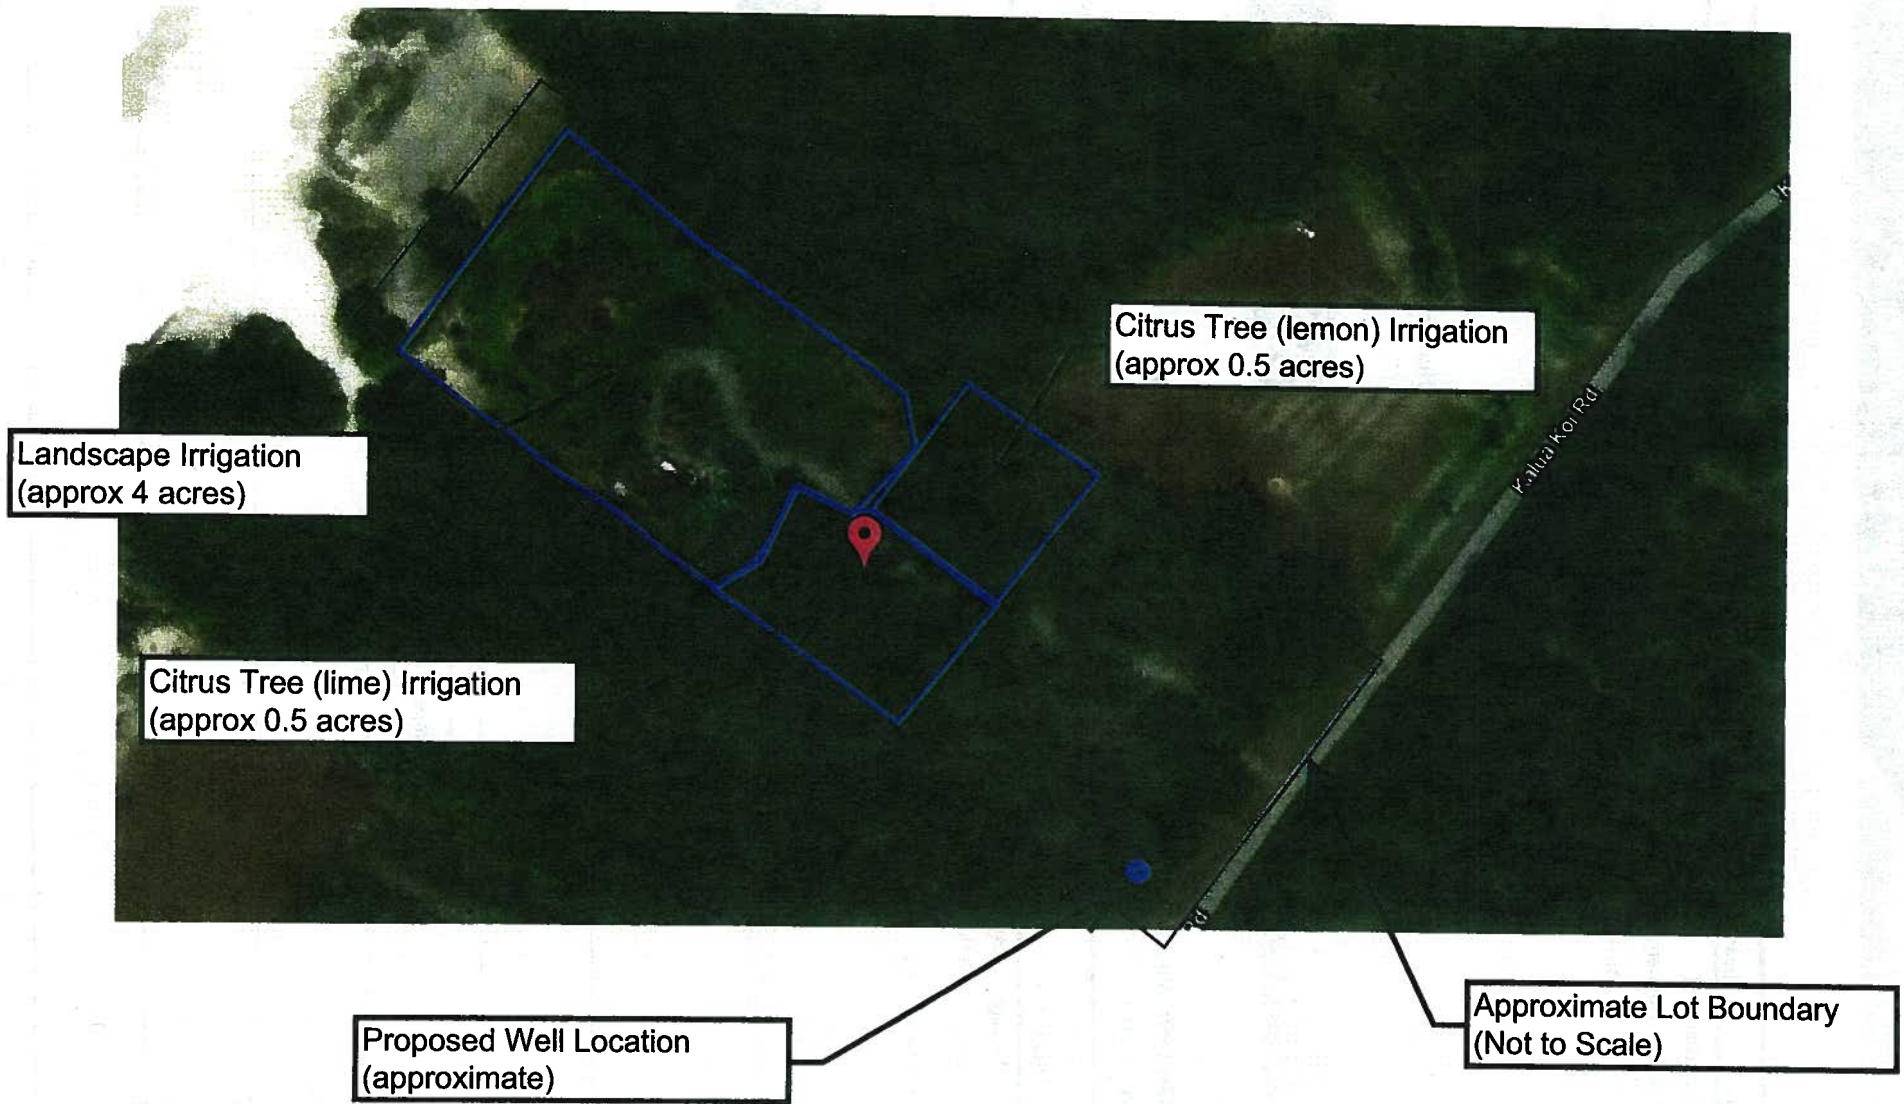 Citrus Tree (lemon) Irrigation
(approx 0.5 acres)
Kalua Koi Rd
Landscape Irrigation
(approx 4 acres)
Citrus Tree (lime) Irrigation
(approx 0.5 acres)
Rd
Proposed Well Location
(approximate)
Approximate Lot Boundary
(Not to Scale)